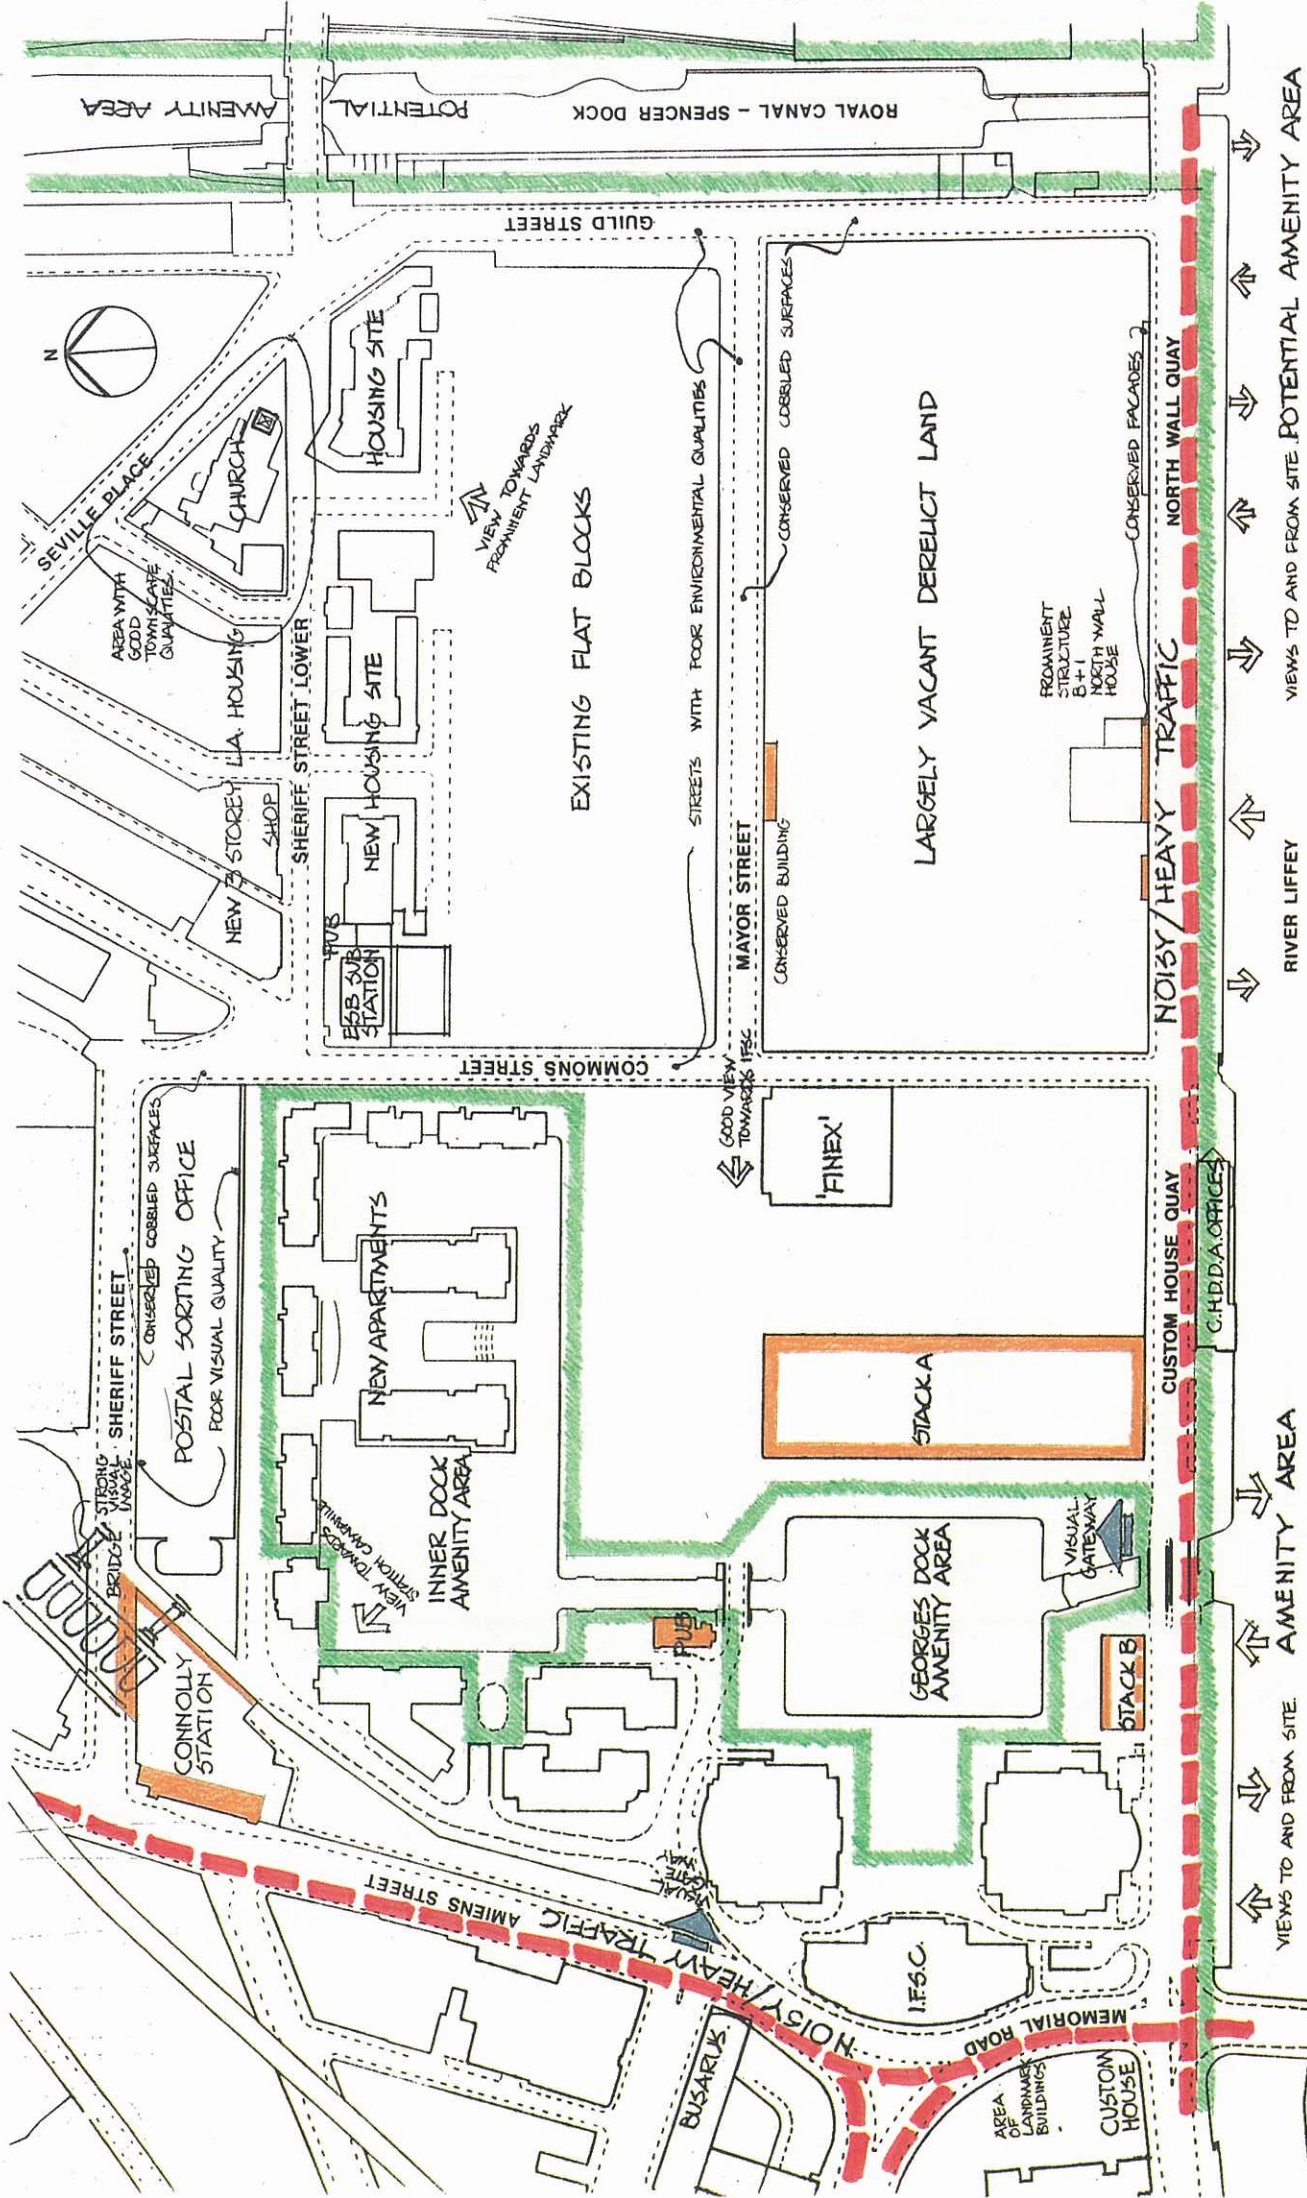 AMENITY AREA
POTENTIAL
ROYAL CANAL - SPENCER DOCK
GUILD STREET
N
SEVILLE PLACE
CHURCH
AREA WITH
GOOD
TOWNSCAPE
QUALITIES.
HOUSING SITE
VIEW TOWARDS
PROMINENT LANDMARK
NEW 3 STOREY L.A. HOUSING
SHOP
SHERIFF STREET LOWER
NEW HOUSING SITE
PUB
ESB SUB
STATION
EXISTING FLAT BLOCKS
STREETS WITH POOR ENVIRONMENTAL QUALITIES
CONSERVED COBBLED SURFACES
MAYOR STREET
CONSERVED BUILDING
LARGELY VACANT DERELICT LAND
PROMINENT
STRUCTURE
B+I
NORTH WALL
HOUSE
CONSERVED FACADES
NORTH WALL QUAY
NOISY/HEAVY TRAFFIC
VIEWS TO AND FROM SITE. POTENTIAL AMENITY AREA
RIVER LIFFEY
COMMONS STREET
GOOD VIEW
TOWARDS IFSC
'FINEX'
CONSERVED COBBLED SURFACES
POSTAL SORTING OFFICE
POOR VISUAL QUALITY
SHERIFF STREET
BRIDGE STRONG
VISUAL
IMAGE
NEW APARTMENTS
INNER DOCK
AMENITY AREA
VIEW TOWARDS
STATION CAMPANILE
STACK A
CUSTOM HOUSE QUAY
C.H.D.D.A. OFFICES
CONNOLLY
STATION
PUB
GEORGES DOCK
AMENITY AREA
VISUAL
GATEWAY
STACK B
AMIENS STREET
NOISY/HEAVY TRAFFIC
VISUAL
GATEWAY
I.F.S.C.
MEMORIAL ROAD
BUSARUS
AREA
OF
LANDMARK
BUILDINGS
CUSTOM
HOUSE
VIEWS TO AND FROM SITE. AMENITY AREA